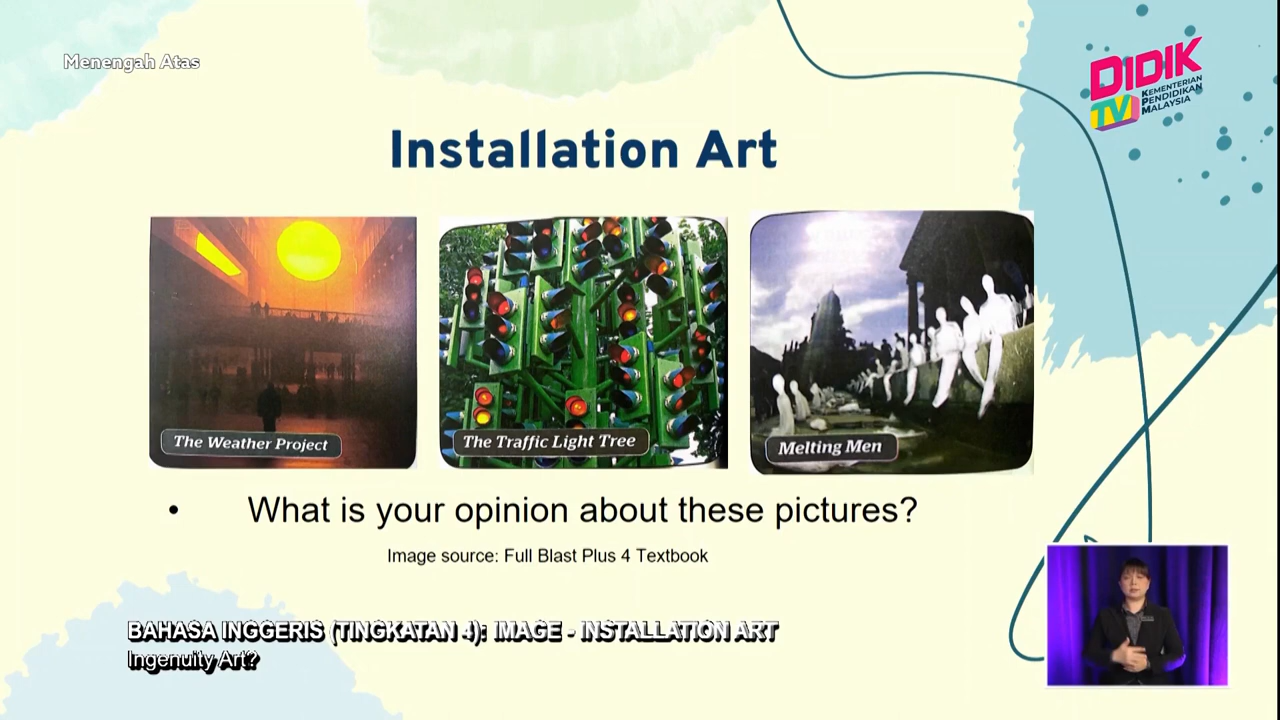 Menengah Atas
DIDIK
TV
KEMENTERIAN
PENDIDIKAN
MALAYSIA
Installation Art
The Weather Project
The Traffic Light Tree
Melting Men
• What is your opinion about these pictures?
Image source: Full Blast Plus 4 Textbook
BAHASA INGGERIS (TINGKATAN 4): IMAGE - INSTALLATION ART
Ingenuity Art?